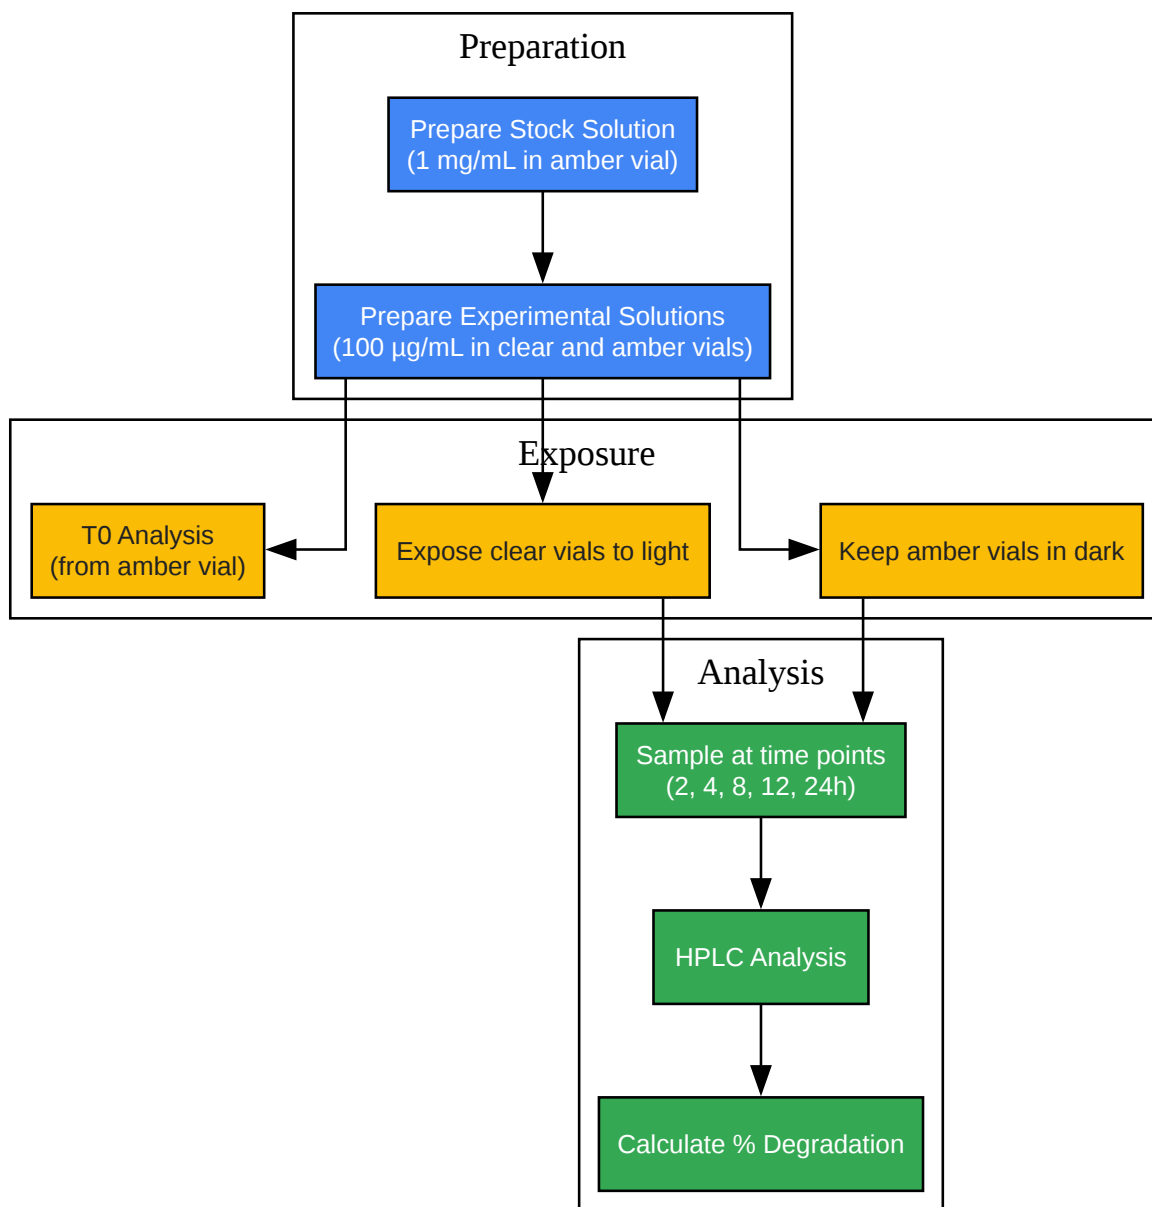 Preparation
Prepare Stock Solution
(1 mg/mL in amber vial)
Prepare Experimental Solutions
(100 µg/mL in clear and amber vials)
Exposure
T0 Analysis
(from amber vial)
Expose clear vials to light
Keep amber vials in dark
Analysis
Sample at time points
(2, 4, 8, 12, 24h)
HPLC Analysis
Calculate % Degradation